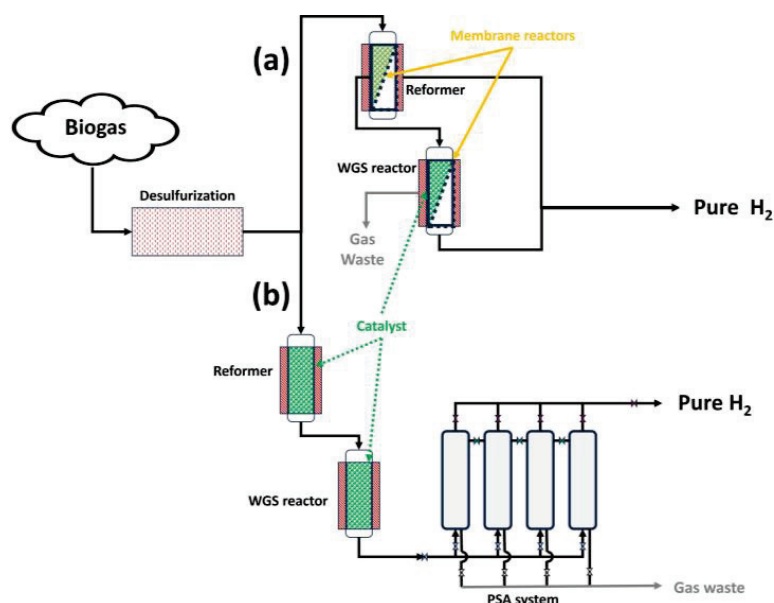 (a)
Membrane reactors
Reformer
Biogas
WGS reactor
Desulfurization
Pure H2
Gas
Waste
(b)
Catalyst
Reformer
Pure H2
WGS reactor
Gas waste
PSA system